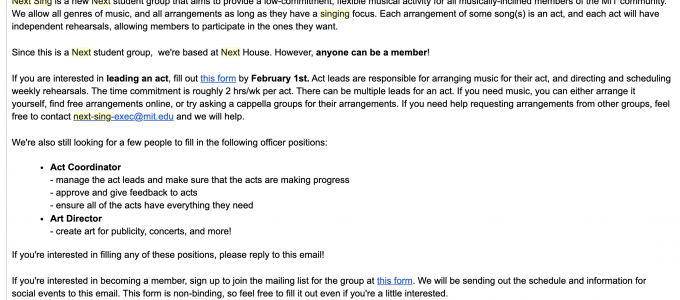 Next Sing is a new Next student group that aims to provide a low-commitment, flexible musical activity for all musically-inclined members of the MIT community.
We allow all genres of music, and all arrangements as long as they have a singing focus. Each arrangement of some song(s) is an act, and each act will have
independent rehearsals, allowing members to participate in the ones they want.
Since this is a Next student group,  we're based at Next House. However, anyone can be a member!
If you are interested in leading an act, fill out this form by February 1st. Act leads are responsible for arranging music for their act, and directing and scheduling
weekly rehearsals. The time commitment is roughly 2 hrs/wk per act. There can be multiple leads for an act. If you need music, you can either arrange it
yourself, find free arrangements online, or try asking a cappella groups for their arrangements. If you need help requesting arrangements from other groups, feel
free to contact next-sing-exec@mit.edu and we will help.
We're also still looking for a few people to fill in the following officer positions:
• Act Coordinator
- manage the act leads and make sure that the acts are making progress
- approve and give feedback to acts
- ensure all of the acts have everything they need
• Art Director
- create art for publicity, concerts, and more!
If you're interested in filling any of these positions, please reply to this email!
If you're interested in becoming a member, sign up to join the mailing list for the group at this form. We will be sending out the schedule and information for
social events to this email. This form is non-binding, so feel free to fill it out even if you're a little interested.